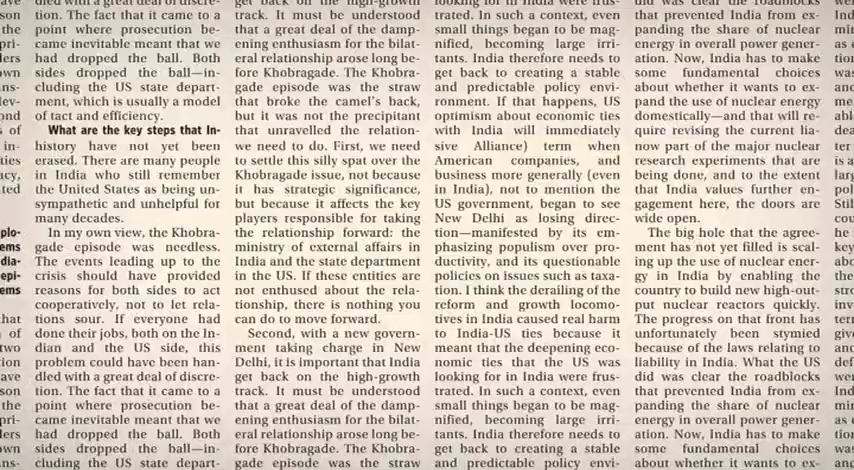 son
the
pri-
ders
own
ans-
lev-
ond
s of
in-
ties
acy,
ated
plo-
ems
dia-
epi-
ems
that
of
two
tion
ave
son
the
pri-
ders
own
ans-
dled with a great deal of discre-
tion. The fact that it came to a
point where prosecution be-
came inevitable meant that we
had dropped the ball. Both
sides dropped the ball—in-
cluding the US state depart-
ment, which is usually a model
of tact and efficiency.
What are the key steps that In-
history have not yet been
erased. There are many people
in India who still remember
the United States as being un-
sympathetic and unhelpful for
many decades.
In my own view, the Khobra-
gade episode was needless.
The events leading up to the
crisis should have provided
reasons for both sides to act
cooperatively, not to let rela-
tions sour. If everyone had
done their jobs, both on the In-
dian and the US side, this
problem could have been han-
dled with a great deal of discre-
tion. The fact that it came to a
point where prosecution be-
came inevitable meant that we
had dropped the ball. Both
sides dropped the ball—in-
cluding the US state depart-
get back on the high-growth
track. It must be understood
that a great deal of the damp-
ening enthusiasm for the bilat-
eral relationship arose long be-
fore Khobragade. The Khobra-
gade episode was the straw
that broke the camel's back,
but it was not the precipitant
that unravelled the relation-
we need to do. First, we need
to settle this silly spat over the
Khobragade issue, not because
it has strategic significance,
but because it affects the key
players responsible for taking
the relationship forward: the
ministry of external affairs in
India and the state department
in the US. If these entities are
not enthused about the rela-
tionship, there is nothing you
can do to move forward.
Second, with a new govern-
ment taking charge in New
Delhi, it is important that India
get back on the high-growth
track. It must be understood
that a great deal of the damp-
ening enthusiasm for the bilat-
eral relationship arose long be-
fore Khobragade. The Khobra-
gade episode was the straw
looking for in India were frus-
trated. In such a context, even
small things began to be mag-
nified, becoming large irri-
tants. India therefore needs to
get back to creating a stable
and predictable policy envi-
ronment. If that happens, US
optimism about economic ties
with India will immediately
sive Alliance) term when
American companies, and
business more generally (even
in India), not to mention the
US government, began to see
New Delhi as losing direc-
tion—manifested by its em-
phasizing populism over pro-
ductivity, and its questionable
policies on issues such as taxa-
tion. I think the derailing of the
reform and growth locomo-
tives in India caused real harm
to India-US ties because it
meant that the deepening eco-
nomic ties that the US was
looking for in India were frus-
trated. In such a context, even
small things began to be mag-
nified, becoming large irri-
tants. India therefore needs to
get back to creating a stable
and predictable policy envi-
did was clear the roadblocks
that prevented India from ex-
panding the share of nuclear
energy in overall power gener-
ation. Now, India has to make
some fundamental choices
about whether it wants to ex-
pand the use of nuclear energy
domestically—and that will re-
quire revising the current lia-
now part of the major nuclear
research experiments that are
being done, and to the extent
that India values further en-
gagement here, the doors are
wide open.
The big hole that the agree-
ment has not yet filled is scal-
ing up the use of nuclear ener-
gy in India by enabling the
country to build new high-out-
put nuclear reactors quickly.
The progress on that front has
unfortunately been stymied
because of the laws relating to
liability in India. What the US
did was clear the roadblocks
that prevented India from ex-
panding the share of nuclear
energy in overall power gener-
ation. Now, India has to make
some fundamental choices
about whether it wants to ex-